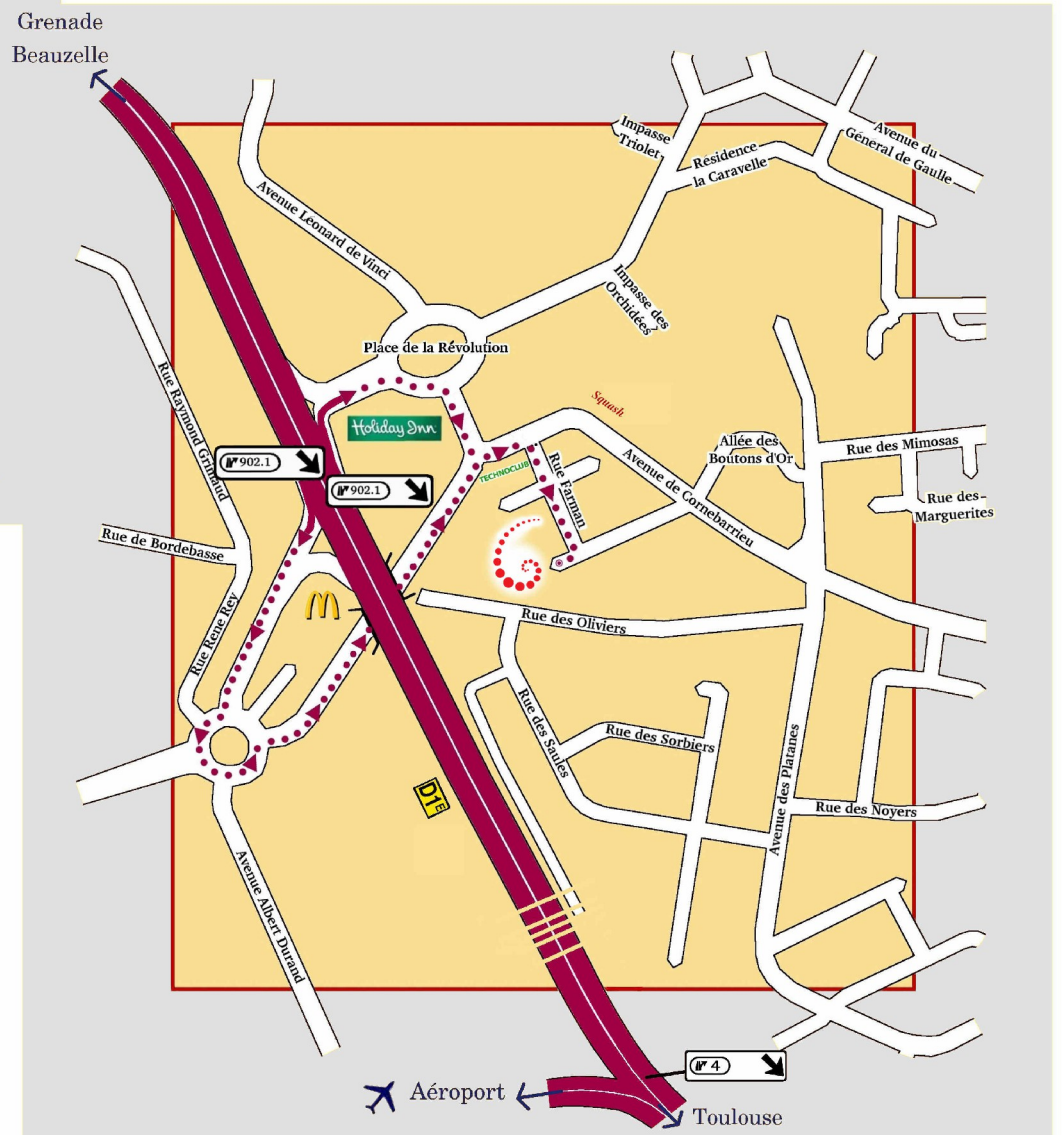 Grenade
Beauzelle
Impasse
Triolet
Résidence
la Caravelle
Avenue du
Général de Gaulle
Avenue Léonard de Vinci
Impasse des
Orchidées
Place de la Révolution
Rue Raymond Grimaud
Holiday Inn
Squash
902.1
902.1
TECHNOCLUB
Rue Farman
Avenue de Cornebarrieu
Allée des
Boutons d'Or
Rue des Mimosas
Rue des
Marguerites
Rue de Bordebasse
Rue Rene Rey
M
Rue des Oliviers
Rue des Saules
Rue des Sorbiers
Avenue des Platanes
Rue des Noyers
D1E
Avenue Albert Durand
4
Aéroport
Toulouse